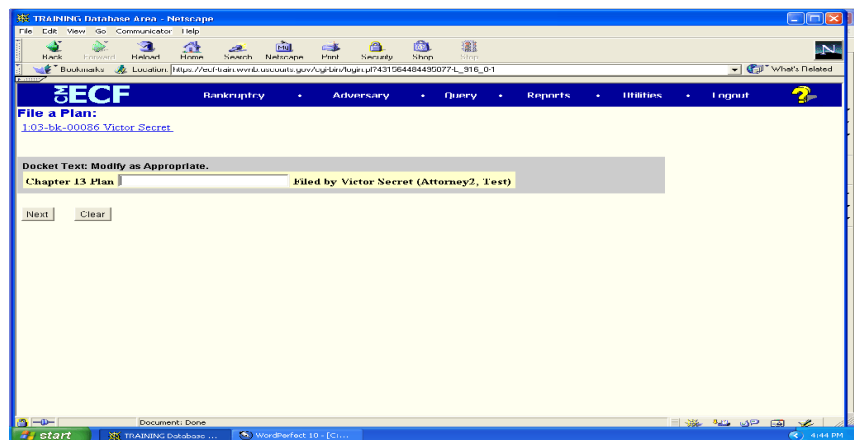 TRAINING Database Area - Netscape
File Edit View Go Communicator Help
Back Forward Reload Home Search Netscape Print Security Shop Stop
Bookmarks Location: https://ecf-train.wvnb.uscourts.gov/cgi-bin/login.pl?431564484495077-L_916_0-1 What's Related
CM ECF Bankruptcy • Adversary • Query • Reports • Utilities • Logout ?
File a Plan:
1:03-bk-00086 Victor Secret
Docket Text: Modify as Appropriate.
Chapter 13 Plan Filed by Victor Secret (Attorney2, Test)
Next Clear
Document: Done
start TRAINING Database ... WordPerfect 10 - [C:... 4:44 PM